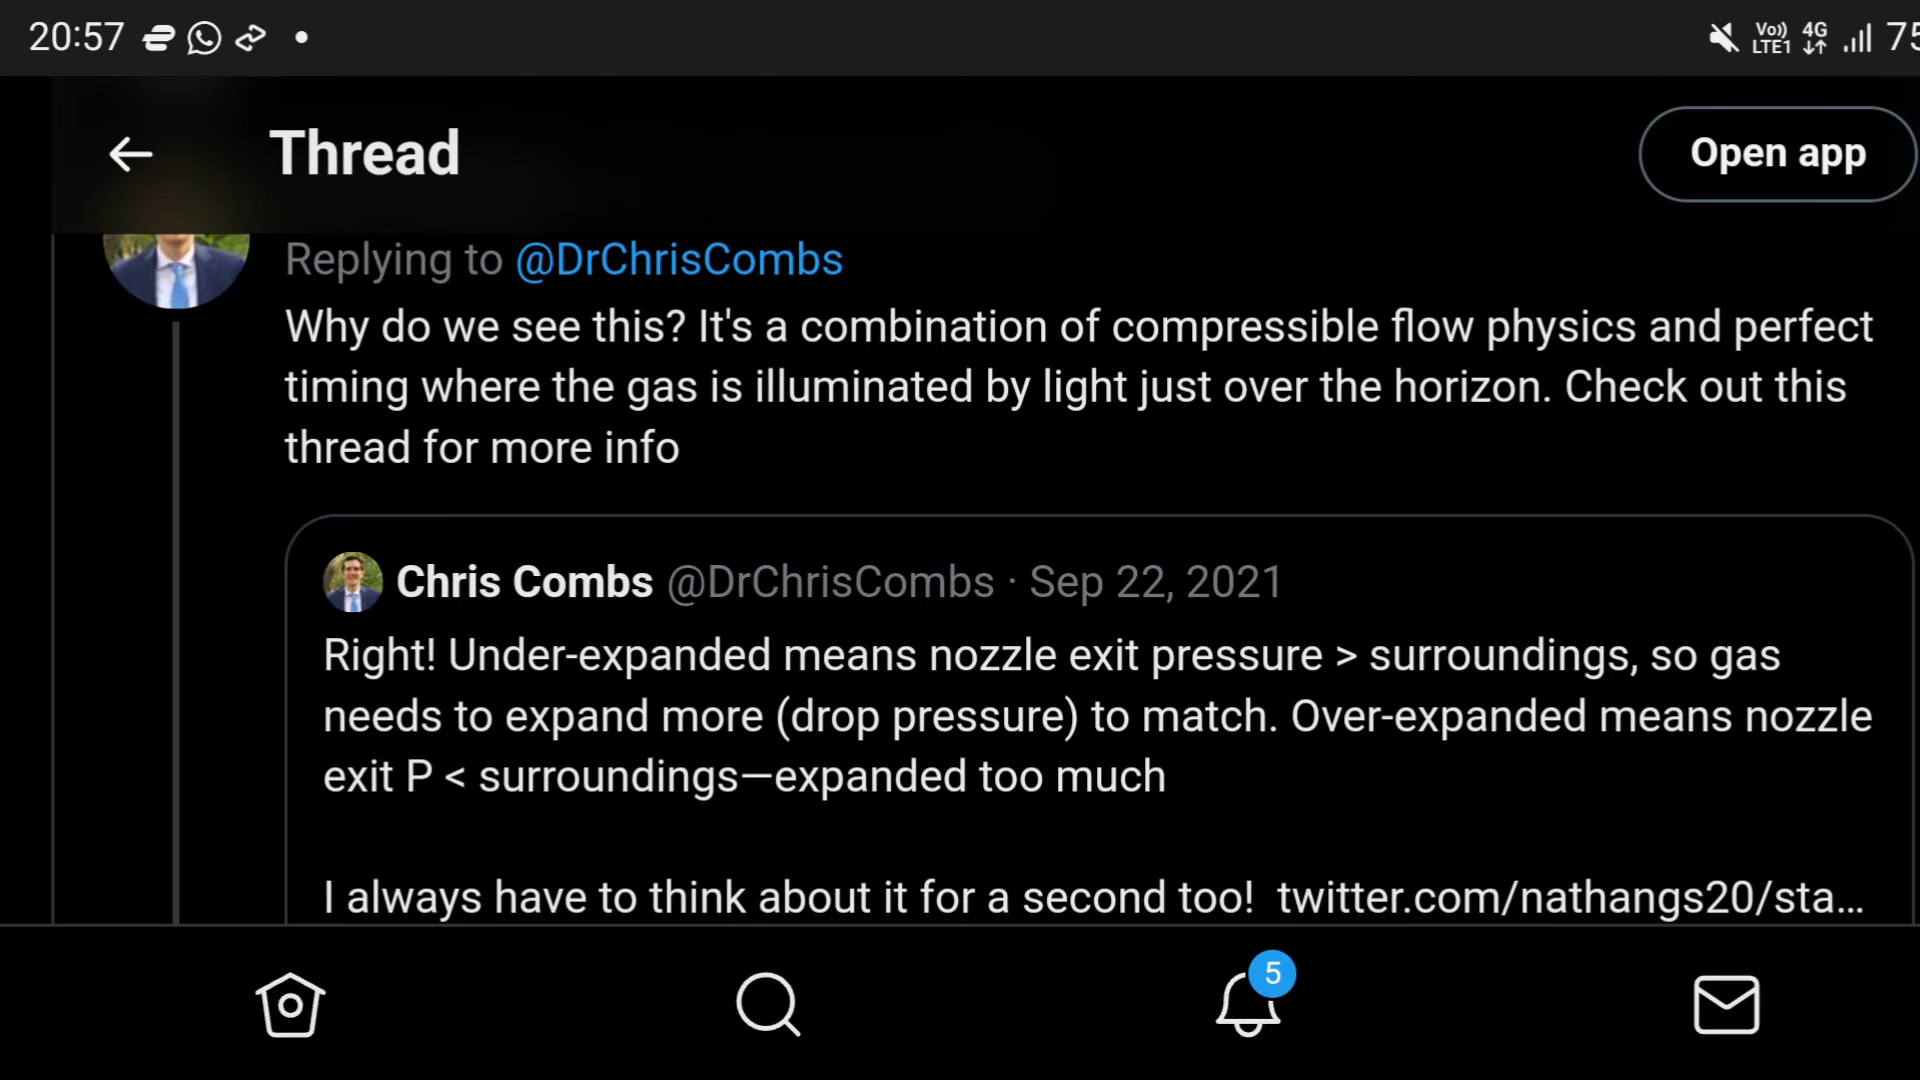 20:57
Vo)) LTE1 4G 75
Thread
Open app
Replying to @DrChrisCombs
Why do we see this? It's a combination of compressible flow physics and perfect
timing where the gas is illuminated by light just over the horizon. Check out this
thread for more info
Chris Combs @DrChrisCombs · Sep 22, 2021
Right! Under-expanded means nozzle exit pressure > surroundings, so gas
needs to expand more (drop pressure) to match. Over-expanded means nozzle
exit P < surroundings—expanded too much
I always have to think about it for a second too! twitter.com/nathangs20/sta…
5